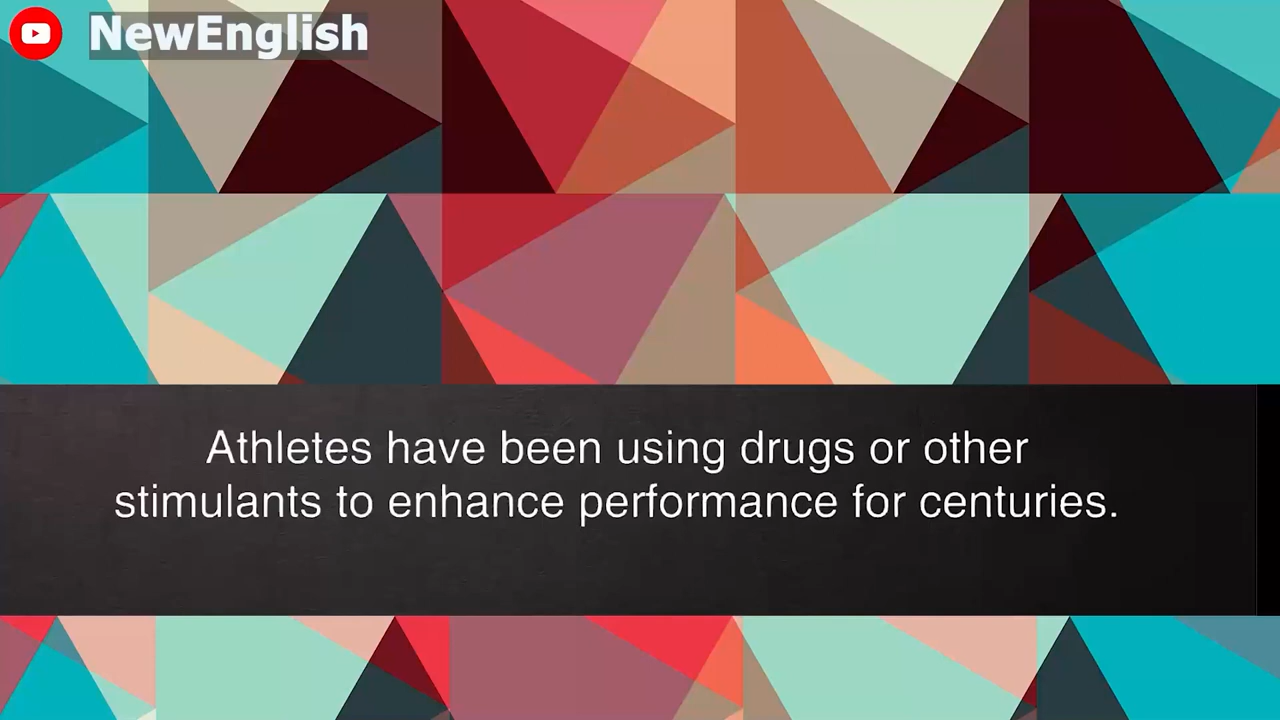 NewEnglish
Athletes have been using drugs or other
stimulants to enhance performance for centuries.